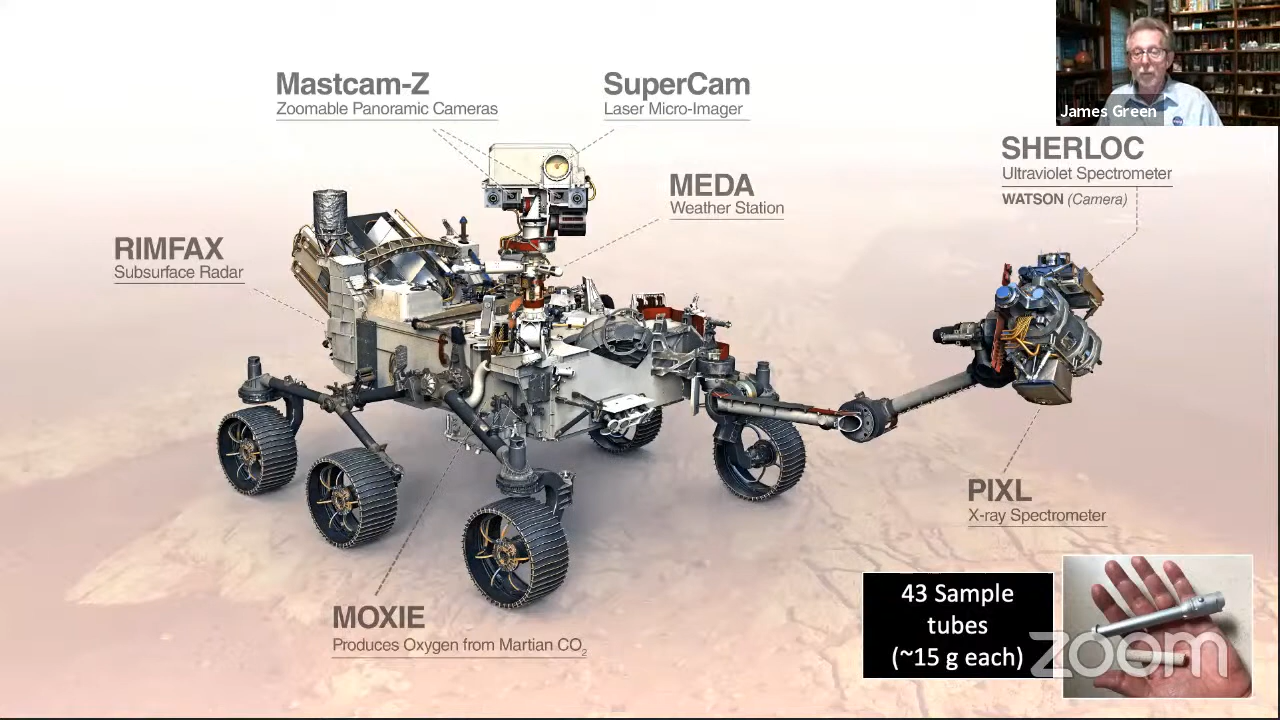 James Green
Mastcam-Z
Zoomable Panoramic Cameras
SuperCam
Laser Micro-Imager
SHERLOC
Ultraviolet Spectrometer
WATSON (Camera)
MEDA
Weather Station
RIMFAX
Subsurface Radar
PIXL
X-ray Spectrometer
MOXIE
Produces Oxygen from Martian CO₂
43 Sample
tubes
(~15 g each)
zoom